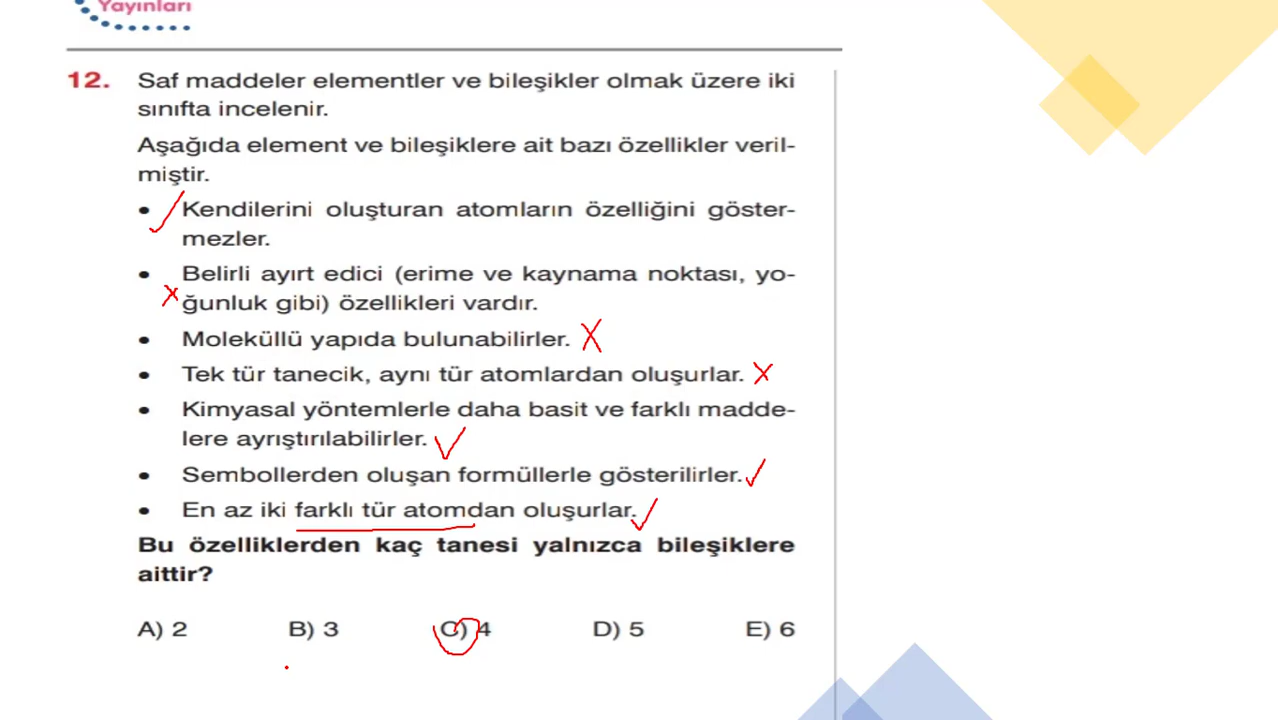 Yayınları
12. Saf maddeler elementler ve bileşikler olmak üzere iki
sınıfta incelenir.
Aşağıda element ve bileşiklere ait bazı özellikler veril-
miştir.
• Kendilerini oluşturan atomların özelliğini göster-
mezler.
• Belirli ayırt edici (erime ve kaynama noktası, yo-
ğunluk gibi) özellikleri vardır.
• Moleküllü yapıda bulunabilirler.
• Tek tür tanecik, aynı tür atomlardan oluşurlar.
• Kimyasal yöntemlerle daha basit ve farklı madde-
lere ayrıştırılabilirler.
• Sembollerden oluşan formüllerle gösterilirler.
• En az iki farklı tür atomdan oluşurlar.
Bu özelliklerden kaç tanesi yalnızca bileşiklere
aittir?
A) 2 B) 3 C) 4 D) 5 E) 6